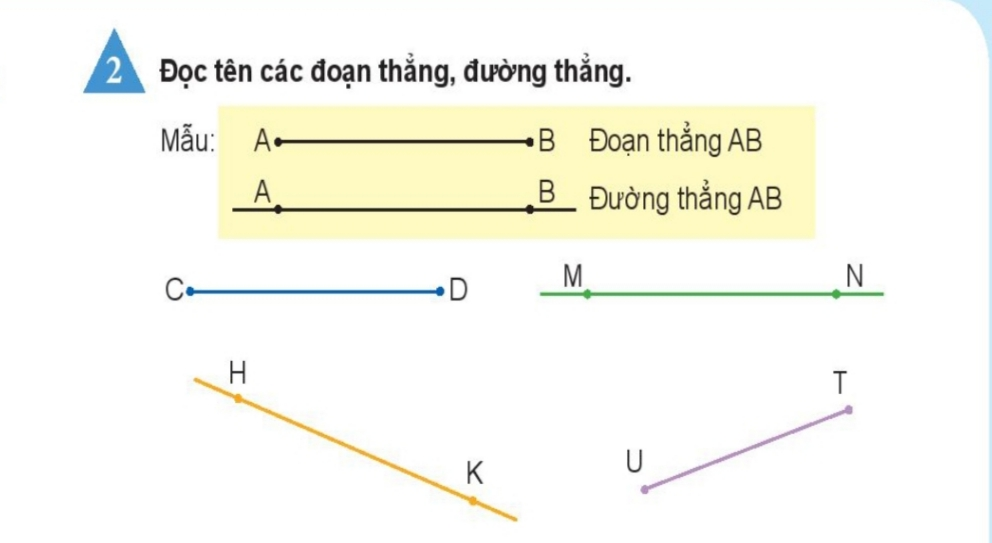 2 Đọc tên các đoạn thẳng, đường thẳng.
Mẫu: A B Đoạn thẳng AB
A B Đường thẳng AB
C D M N
H T
K U